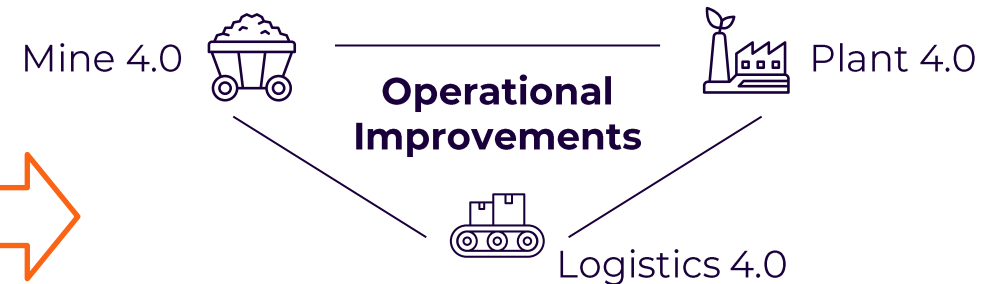 Mine 4.0
Plant 4.0
Operational
Improvements
Logistics 4.0